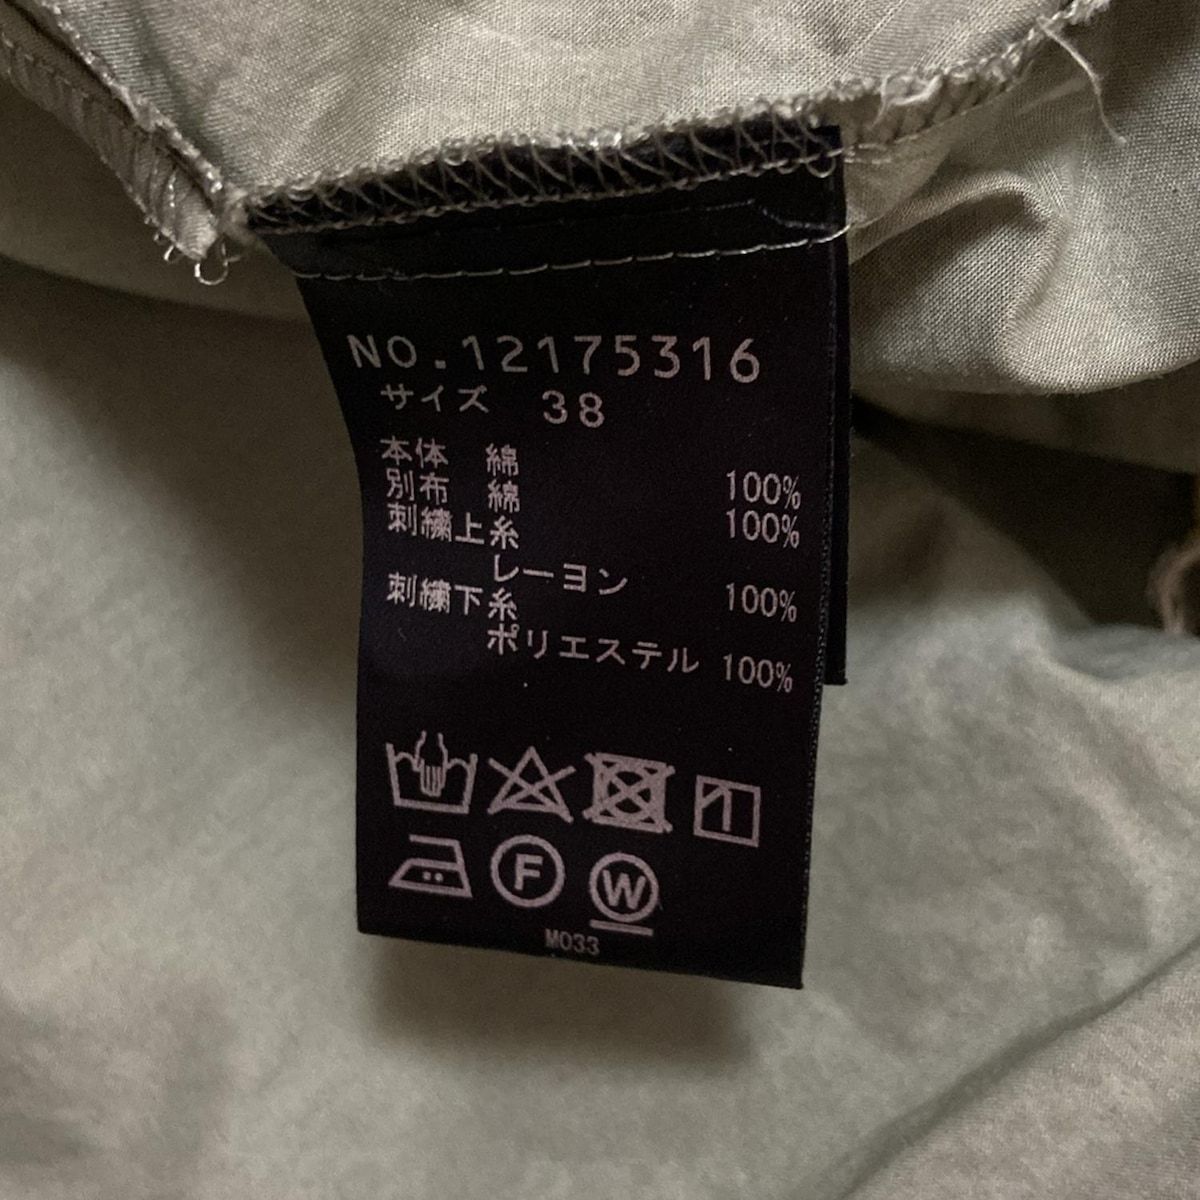 NO.12175316
サイズ 38
本体 綿 100%
別布 綿 100%
刺繍上糸
レーヨン 100%
刺繍下糸
ポリエステル 100%
F W
M033